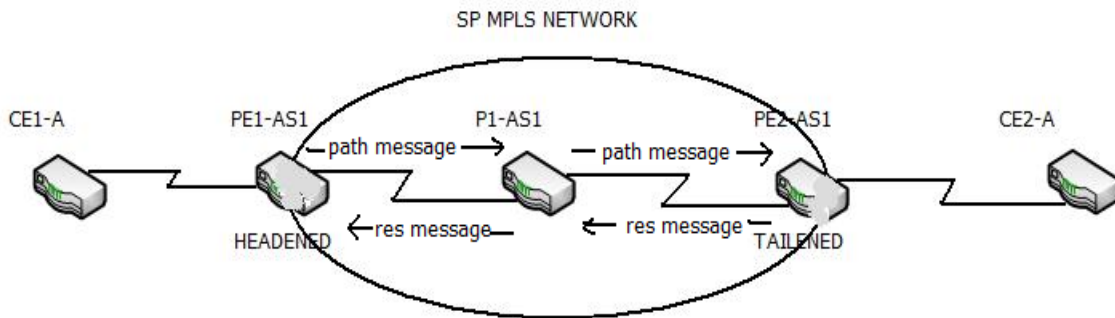 SP MPLS NETWORK
CE1-A
PE1-AS1
P1-AS1
PE2-AS1
CE2-A
path message
path message
res message
res message
HEADENED
TAILENED